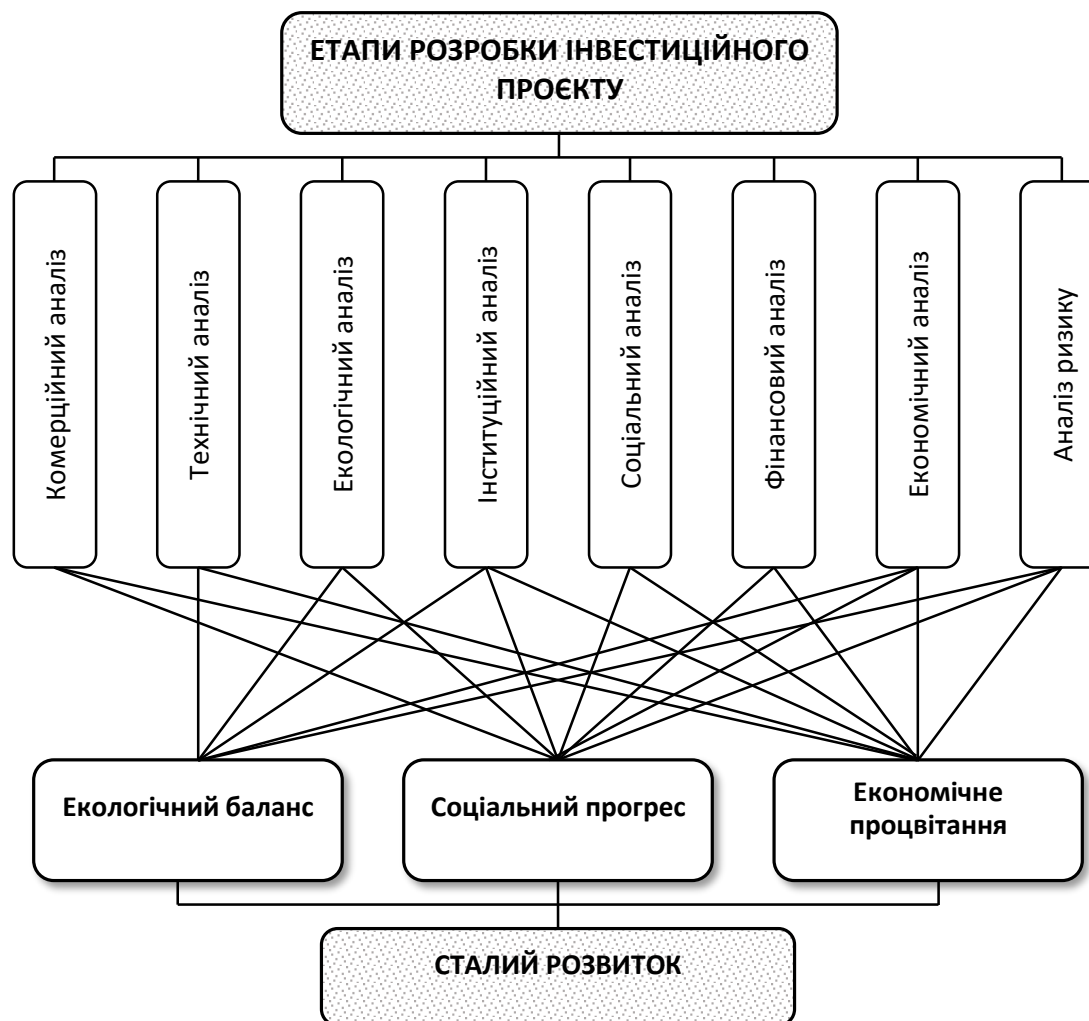 ЕТАПИ РОЗРОБКИ ІНВЕСТИЦІЙНОГО
ПРОЄКТУ
Комерційний аналіз
Технічний аналіз
Екологічний аналіз
Інституційний аналіз
Соціальний аналіз
Фінансовий аналіз
Економічний аналіз
Аналіз ризику
Екологічний баланс
Соціальний прогрес
Економічне
процвітання
СТАЛИЙ РОЗВИТОК